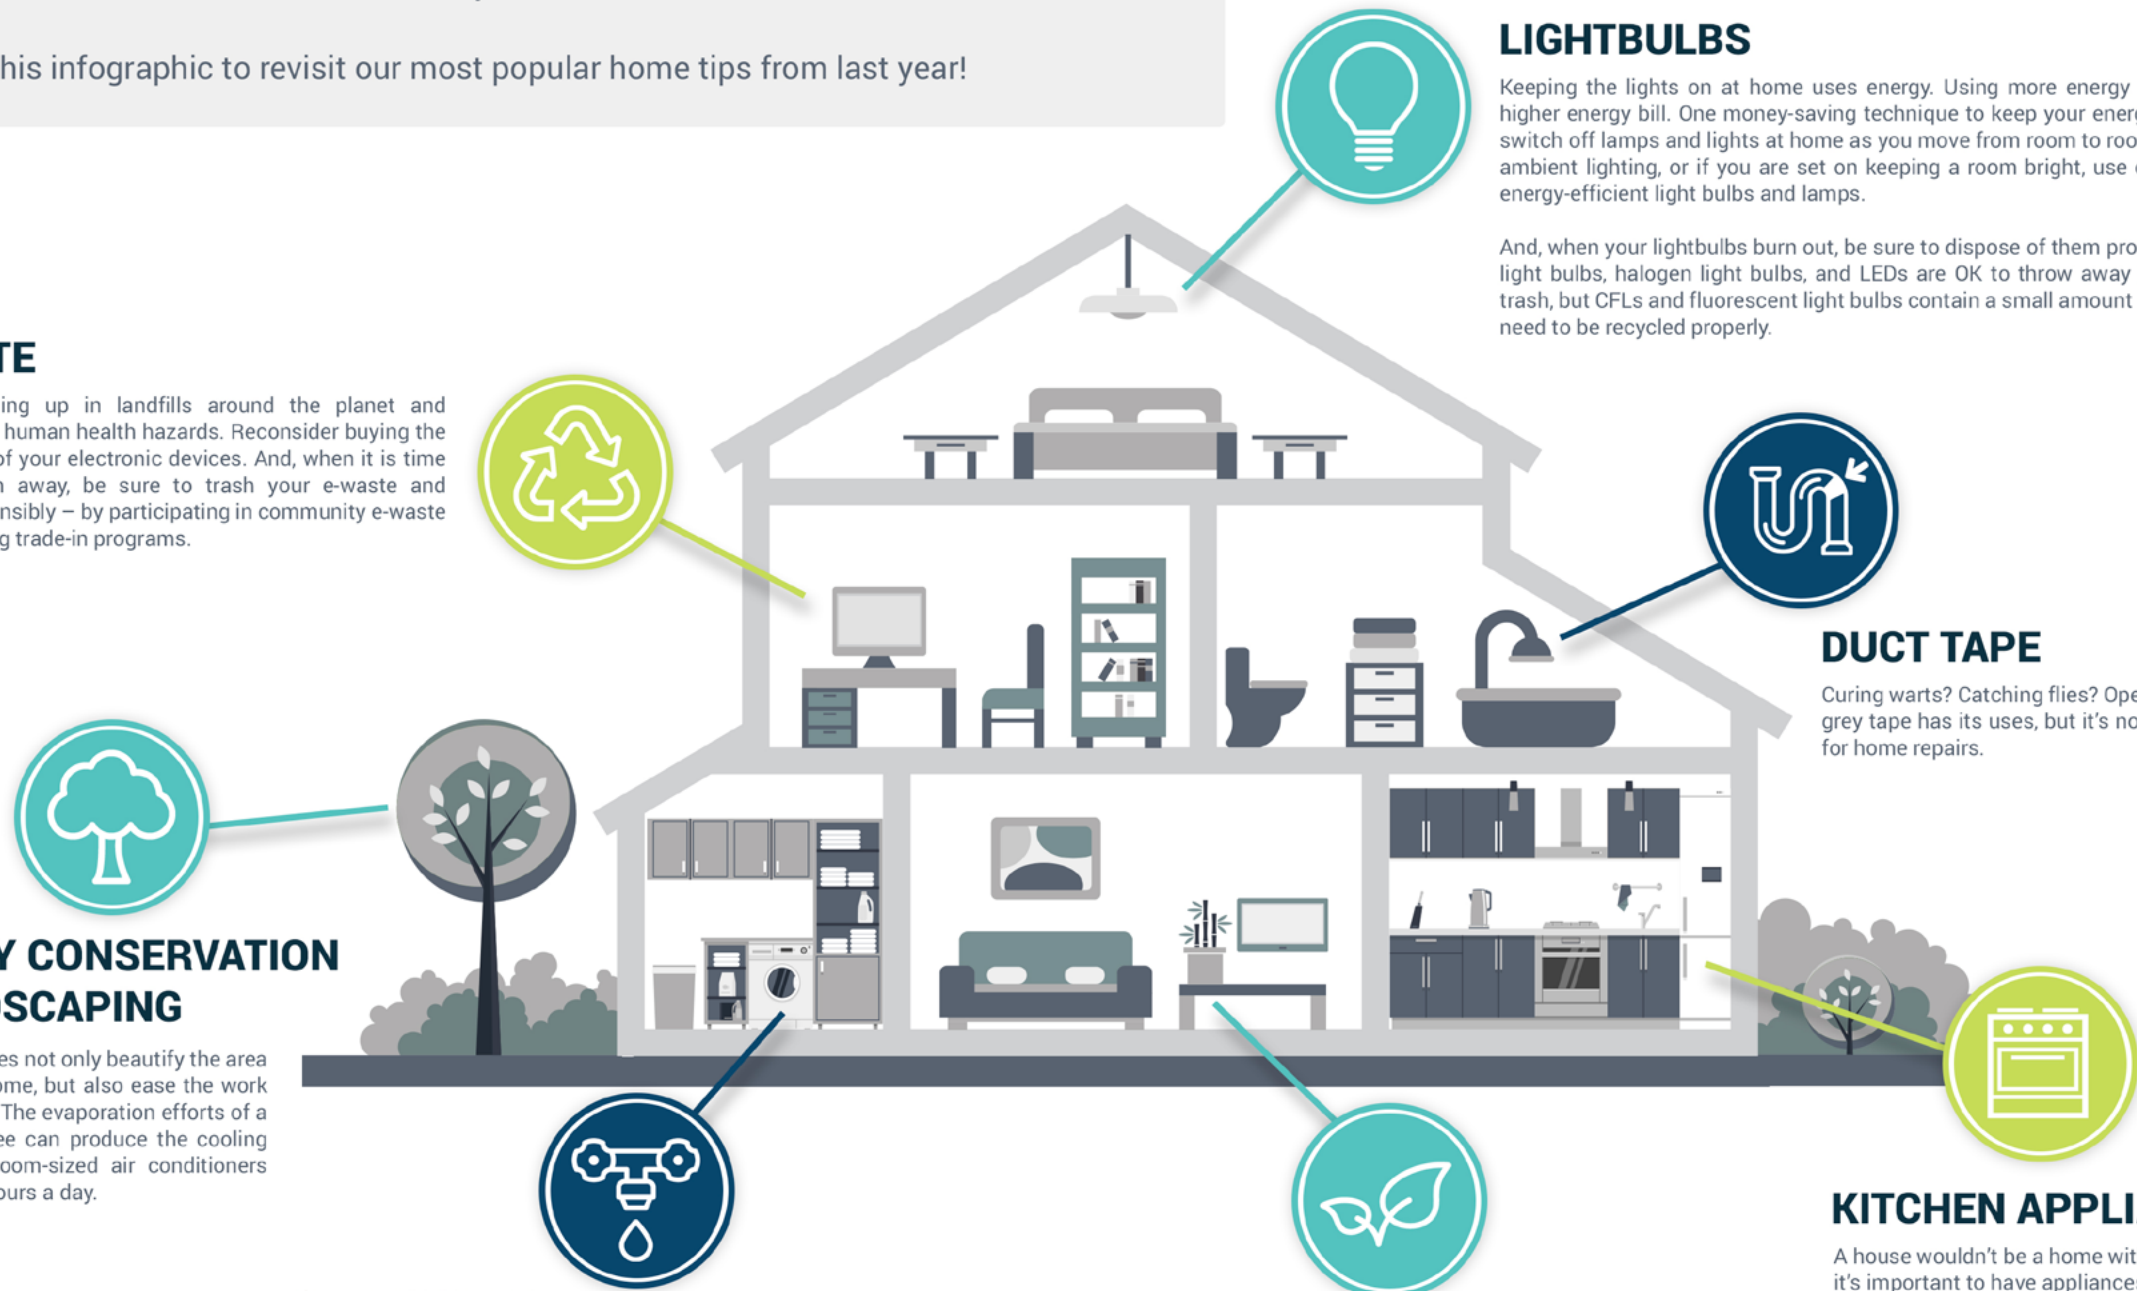 his infographic to revisit our most popular home tips from last year!
LIGHTBULBS
Keeping the lights on at home uses energy. Using more energy
higher energy bill. One money-saving technique to keep your energ
switch off lamps and lights at home as you move from room to roo
ambient lighting, or if you are set on keeping a room bright, use
energy-efficient light bulbs and lamps.
And, when your lightbulbs burn out, be sure to dispose of them pro
light bulbs, halogen light bulbs, and LEDs are OK to throw away
trash, but CFLs and fluorescent light bulbs contain a small amount
need to be recycled properly.
TE
ing up in landfills around the planet and
human health hazards. Reconsider buying the
of your electronic devices. And, when it is time
away, be sure to trash your e-waste and
nsibly – by participating in community e-waste
g trade-in programs.
DUCT TAPE
Curing warts? Catching flies? Ope
grey tape has its uses, but it's no
for home repairs.
Y CONSERVATION
SCAPING
es not only beautify the area
ome, but also ease the work
The evaporation efforts of a
ee can produce the cooling
oom-sized air conditioners
ours a day.
KITCHEN APPLI
A house wouldn't be a home wit
it's important to have appliance